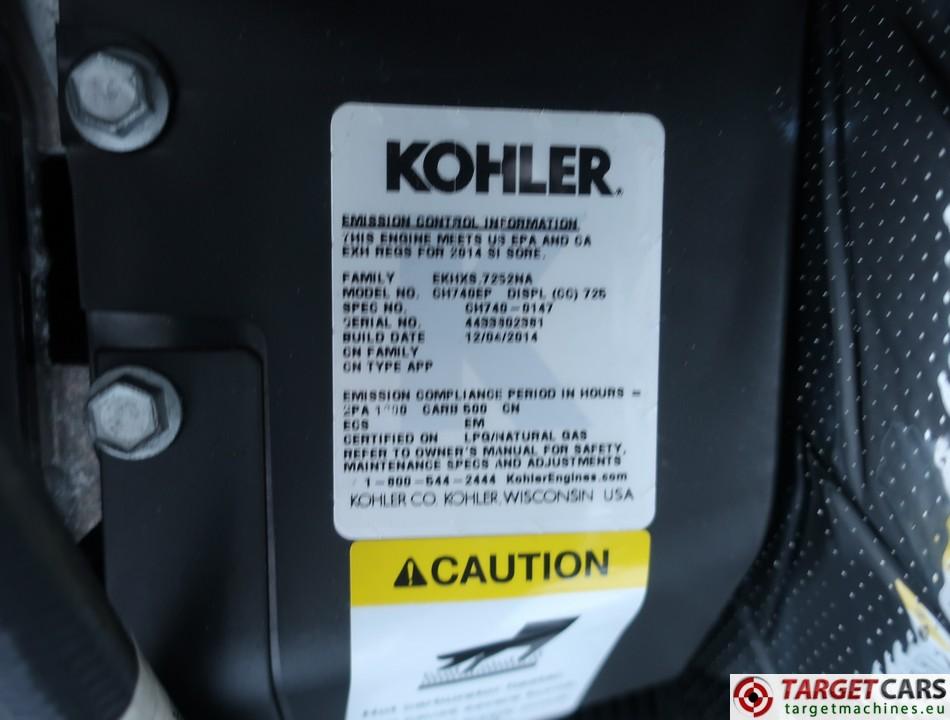 KOHLER.
EMISSION CONTROL INFORMATION
THIS ENGINE MEETS US EPA AND CA
EXH REGS FOR 2014 SI SORE.
FAMILY EKHXS.7252NA
MODEL NO. CH740EP DISPL (CC) 725
SPEC NO. CH740-0147
SERIAL NO. 4433802381
BUILD DATE 12/04/2014
CN FAMILY
CN TYPE APP
EMISSION COMPLIANCE PERIOD IN HOURS =
EPA CARB 500 CN
ECS EM
CERTIFIED ON LPG/NATURAL GAS
REFER TO OWNER'S MANUAL FOR SAFETY,
MAINTENANCE SPECS AND ADJUSTMENTS
1-800-544-2444 KohlerEngines.com
KOHLER CO. KOHLER, WISCONSIN USA
CAUTION
TARGETCARS
targetmachines.eu